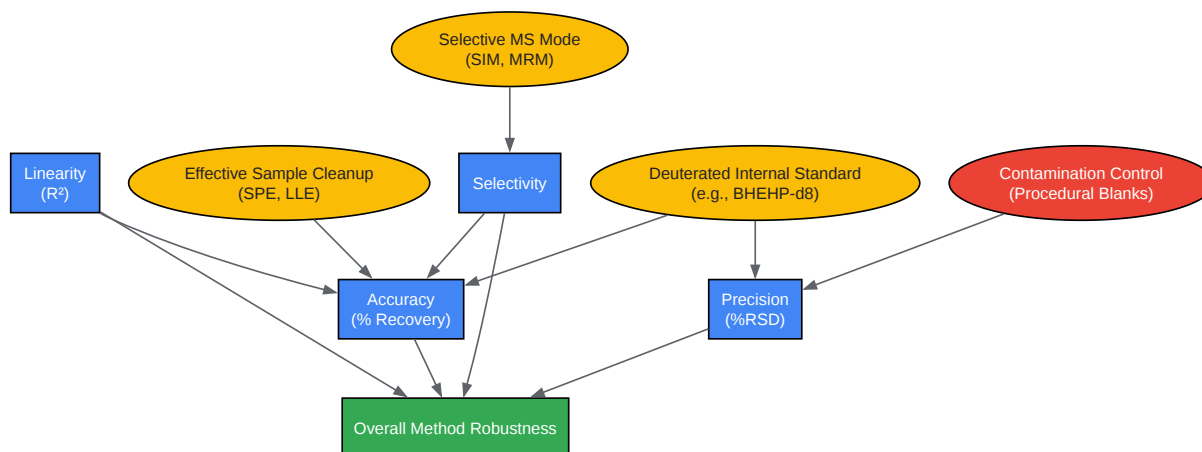 Selective MS Mode
(SIM, MRM)
Linearity
(R²)
Effective Sample Cleanup
(SPE, LLE)
Selectivity
Deuterated Internal Standard
(e.g., BHEHP-d8)
Contamination Control
(Procedural Blanks)
Accuracy
(% Recovery)
Precision
(%RSD)
Overall Method Robustness